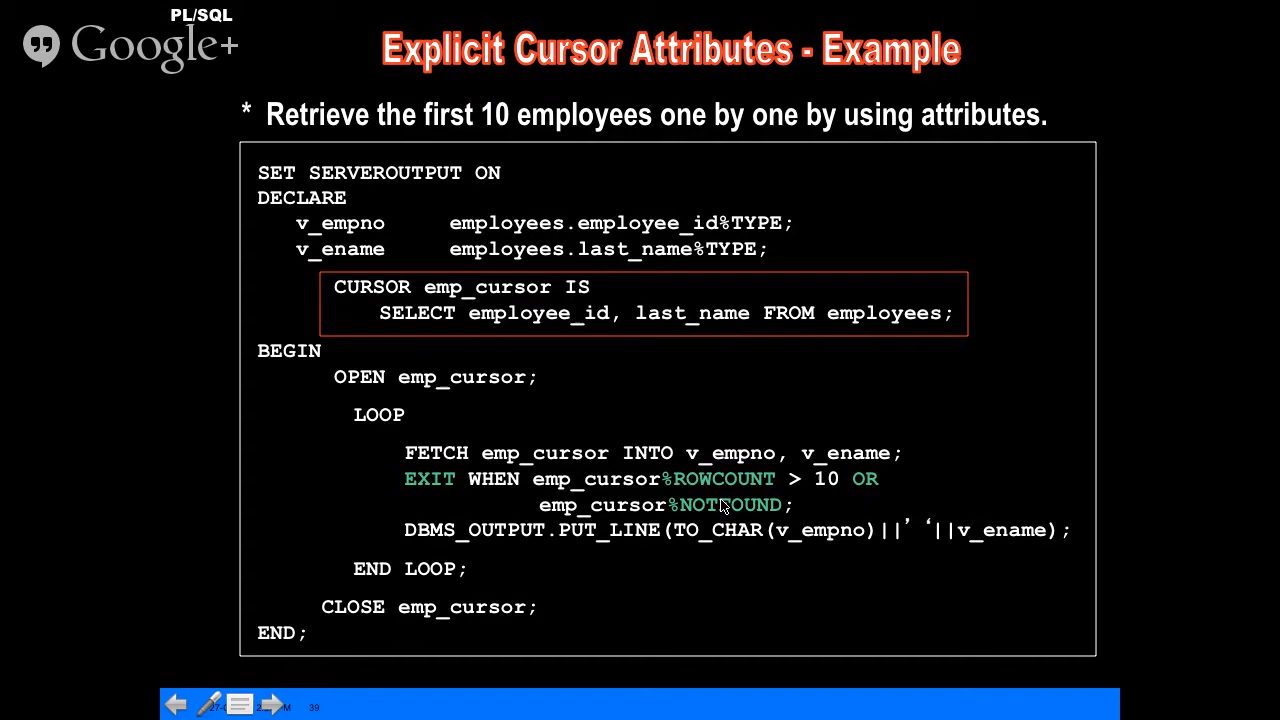 PL/SQL
Google+
Explicit Cursor Attributes - Example
* Retrieve the first 10 employees one by one by using attributes.
SET SERVEROUTPUT ON
DECLARE
v_empno employees.employee_id%TYPE;
v_ename employees.last_name%TYPE;
CURSOR emp_cursor IS
SELECT employee_id, last_name FROM employees;
BEGIN
OPEN emp_cursor;
LOOP
FETCH emp_cursor INTO v_empno, v_ename;
EXIT WHEN emp_cursor%ROWCOUNT > 10 OR
emp_cursor%NOTFOUND;
DBMS_OUTPUT.PUT_LINE(TO_CHAR(v_empno)||’ ‘||v_ename);
END LOOP;
CLOSE emp_cursor;
END;
39